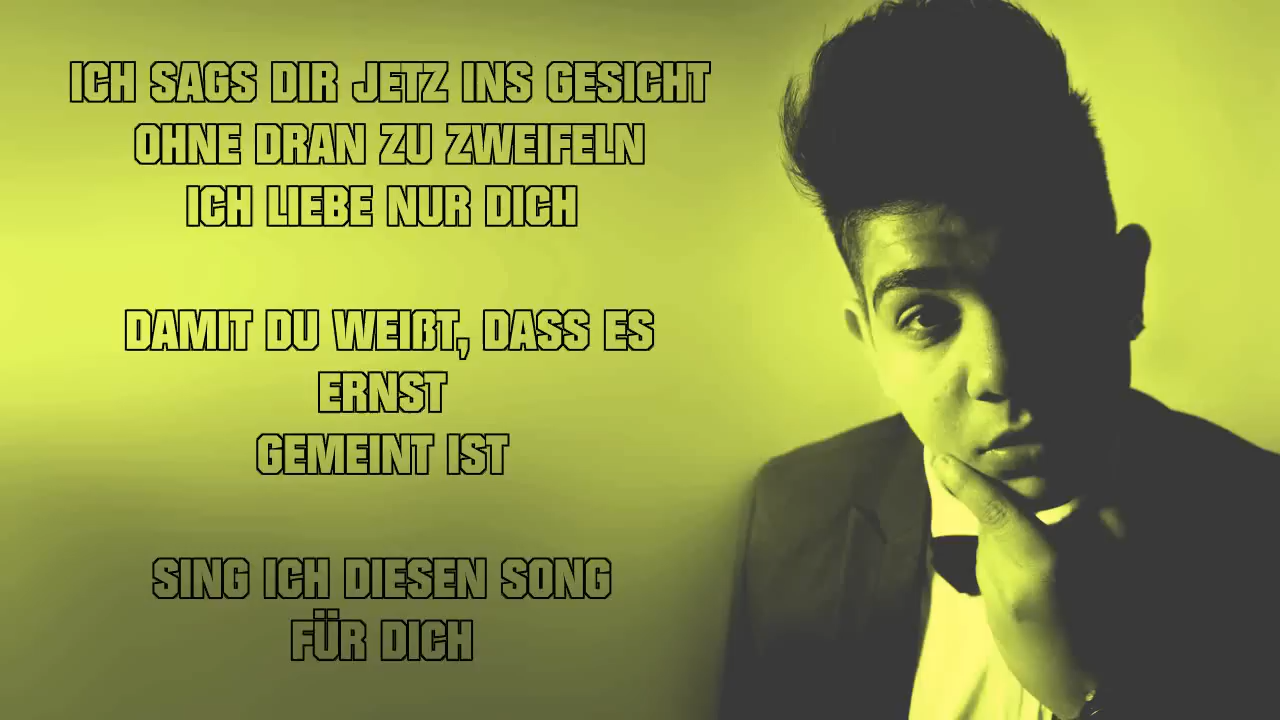 ICH SAGS DIR JETZ INS GESICHT
OHNE DRAN ZU ZWEIFELN
ICH LIEBE NUR DICH
DAMIT DU WEIßT, DASS ES
ERNST
GEMEINT IST
SING ICH DIESEN SONG
FÜR DICH